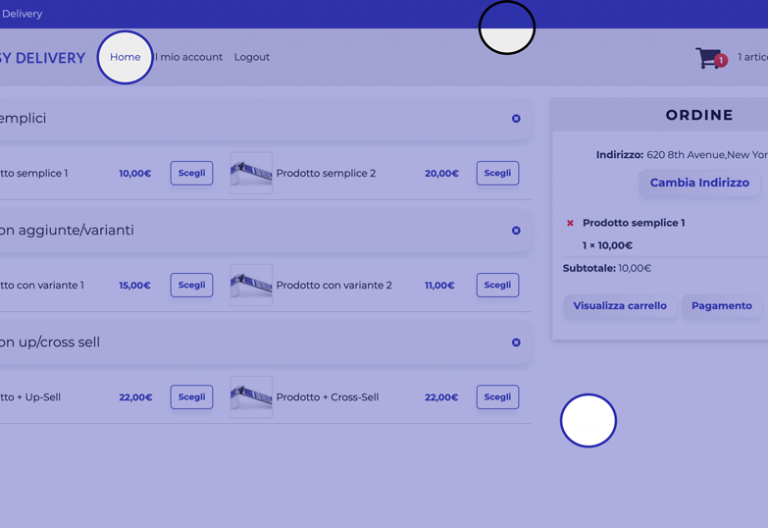 Delivery
SY DELIVERY Home Il mio account Logout 1 1 artic
emplici
tto semplice 1 10,00€ Scegli Prodotto semplice 2 20,00€ Scegli
on aggiunte/varianti
tto con variante 1 15,00€ Scegli Prodotto con variante 2 11,00€ Scegli
on up/cross sell
tto + Up-Sell 22,00€ Scegli Prodotto + Cross-Sell 22,00€ Scegli
ORDINE
Indirizzo: 620 8th Avenue,New Yor
Cambia Indirizzo
Prodotto semplice 1
1 × 10,00€
Subtotale: 10,00€
Visualizza carrello Pagamento